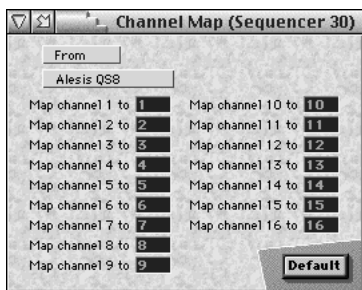 Channel Map (Sequencer 30)
From
Alesis QS8
Map channel 1 to 1
Map channel 2 to 2
Map channel 3 to 3
Map channel 4 to 4
Map channel 5 to 5
Map channel 6 to 6
Map channel 7 to 7
Map channel 8 to 8
Map channel 9 to 9
Map channel 10 to 10
Map channel 11 to 11
Map channel 12 to 12
Map channel 13 to 13
Map channel 14 to 14
Map channel 15 to 15
Map channel 16 to 16
Default